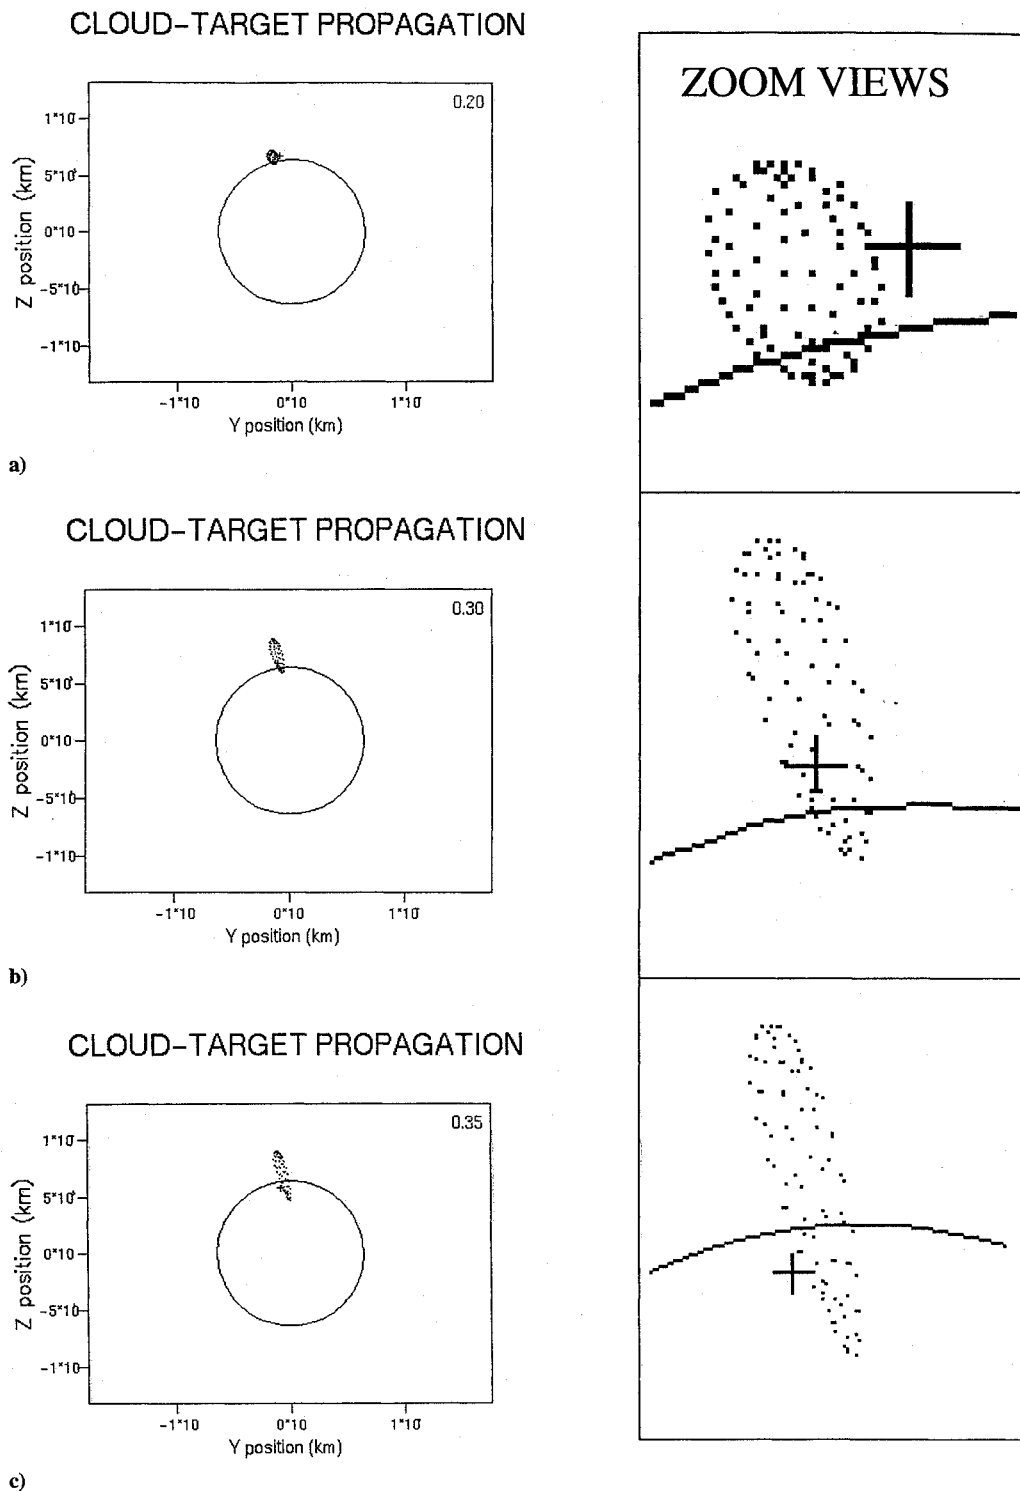 CLOUD-TARGET PROPAGATION
ZOOM VIEWS
0.20
1*10
5*10
0*10
-5*10
-1*10
Z position (km)
-1*10 0*10 1*10
Y position (km)
a)
CLOUD-TARGET PROPAGATION
0.30
1*10
5*10
0*10
-5*10
-1*10
Z position (km)
-1*10 0*10 1*10
Y position (km)
b)
CLOUD-TARGET PROPAGATION
0.35
1*10
5*10
0*10
-5*10
-1*10
Z position (km)
-1*10 0*10 1*10
Y position (km)
c)